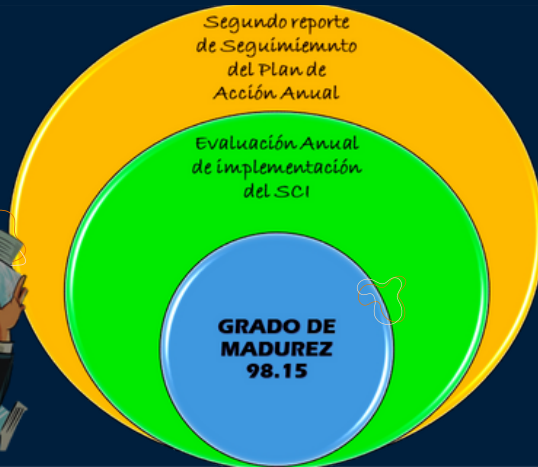 Segundo reporte
de Seguimiemnto
del Plan de
Acción Anual
Evaluación Anual
de implementación
del SCI
GRADO DE
MADUREZ
98.15